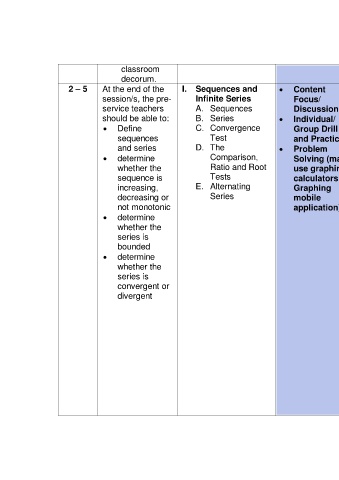 classroom
decorum.
2 – 5
At the end of the
session/s, the pre-
service teachers
should be able to:
• Define
sequences
and series
• determine
whether the
sequence is
increasing,
decreasing or
not monotonic
• determine
whether the
series is
bounded
• determine
whether the
series is
convergent or
divergent
I. Sequences and
Infinite Series
A. Sequences
B. Series
C. Convergence
Test
D. The
Comparison,
Ratio and Root
Tests
E. Alternating
Series
• Content
Focus/
Discussion
• Individual/
Group Drill
and Practic
• Problem
Solving (ma
use graphin
calculators
Graphing
mobile
application